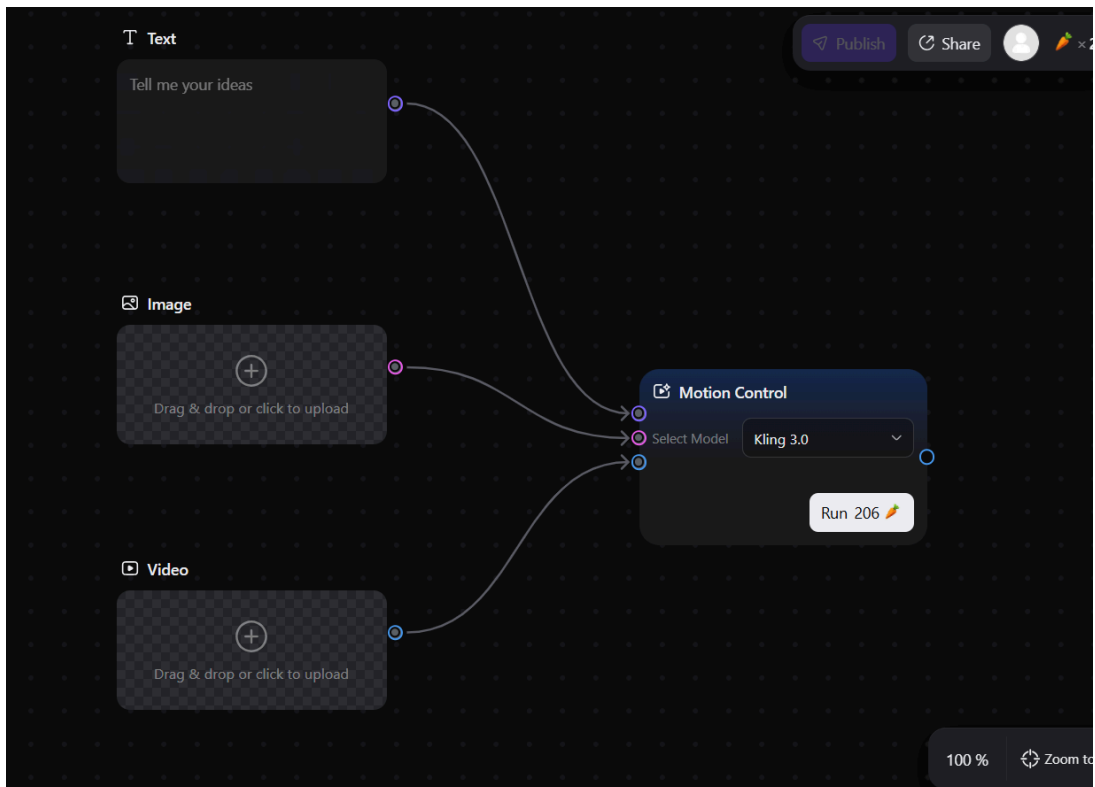 Text
Publish
Share
× 2
Tell me your ideas
Image
Drag & drop or click to upload
Motion Control
Select Model
Kling 3.0
Run 206
Video
Drag & drop or click to upload
100 %
Zoom to